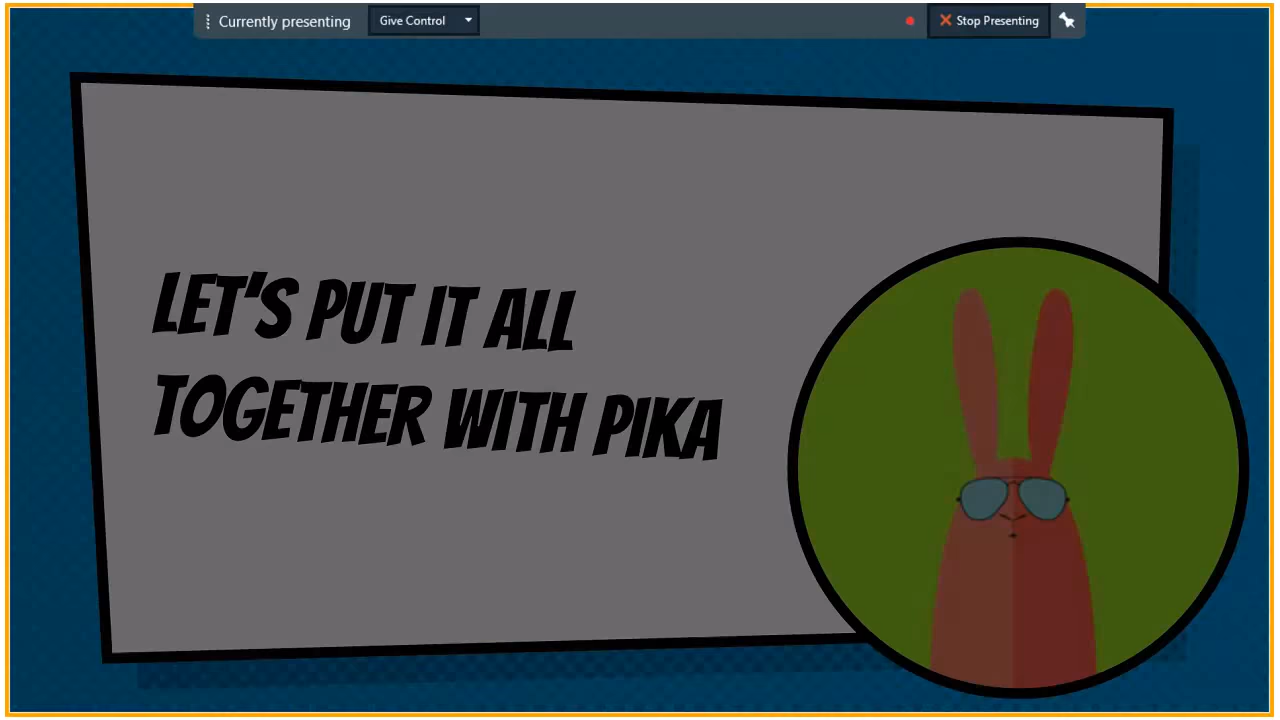 Currently presenting
Give Control
Stop Presenting
LET'S PUT IT ALL
TOGETHER WITH PIKA